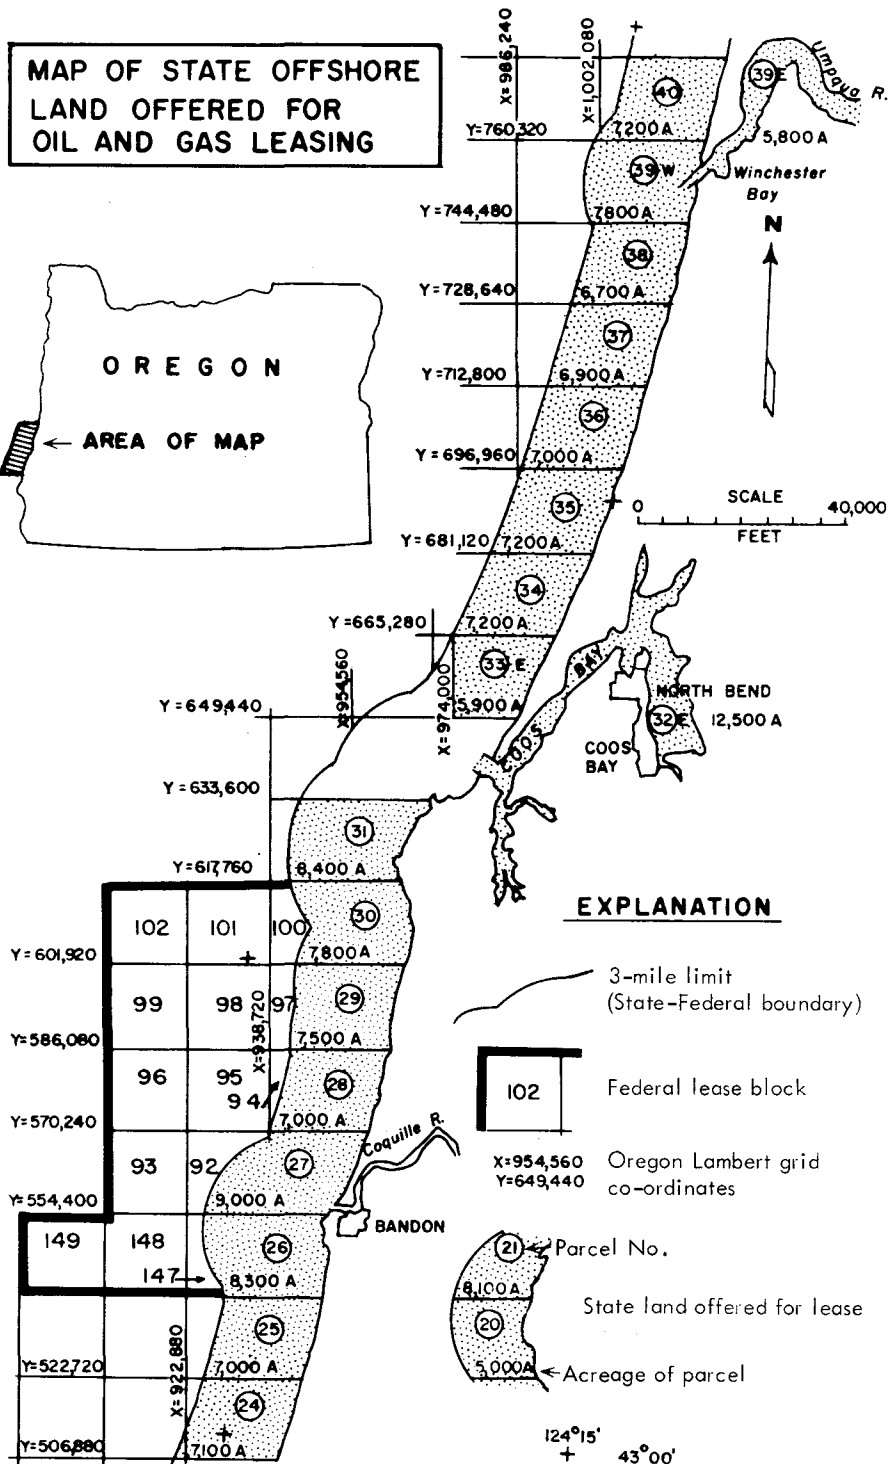 MAP OF STATE OFFSHORE
LAND OFFERED FOR
OIL AND GAS LEASING
X=986,240
X=1,002,080
40
7,200 A
Y=760,320
39 E
Umpqua R.
5,800 A
39 W
Winchester
Bay
Y=744,480
7,800 A
N
38
Y=728,640
6,700 A
37
Y=712,800
6,900 A
36
Y=696,960
7,000 A
35
SCALE
0
40,000
FEET
Y=681,120
7,200 A
34
Y=665,280
7,200 A
33 E
X=954,560
X=974,000
Y=649,440
5,900 A
COOS BAY
NORTH BEND
32 E
12,500 A
COOS
BAY
OREGON
← AREA OF MAP
Y=633,600
31
Y=617,760
8,400 A
102
101
100
30
Y=601,920
7,800 A
99
98
97
29
X=938,720
Y=586,080
7,500 A
96
95
94
28
Y=570,240
7,000 A
Coquille R.
93
92
27
Y=554,400
9,000 A
BANDON
149
148
26
147
8,300 A
25
X=922,880
Y=522,720
7,000 A
24
Y=506,880
7,100 A
EXPLANATION
3-mile limit
(State-Federal boundary)
102
Federal lease block
X=954,560
Y=649,440
Oregon Lambert grid
co-ordinates
21
Parcel No.
8,100 A
State land offered for lease
20
5,000 A
Acreage of parcel
124°15'
43°00'